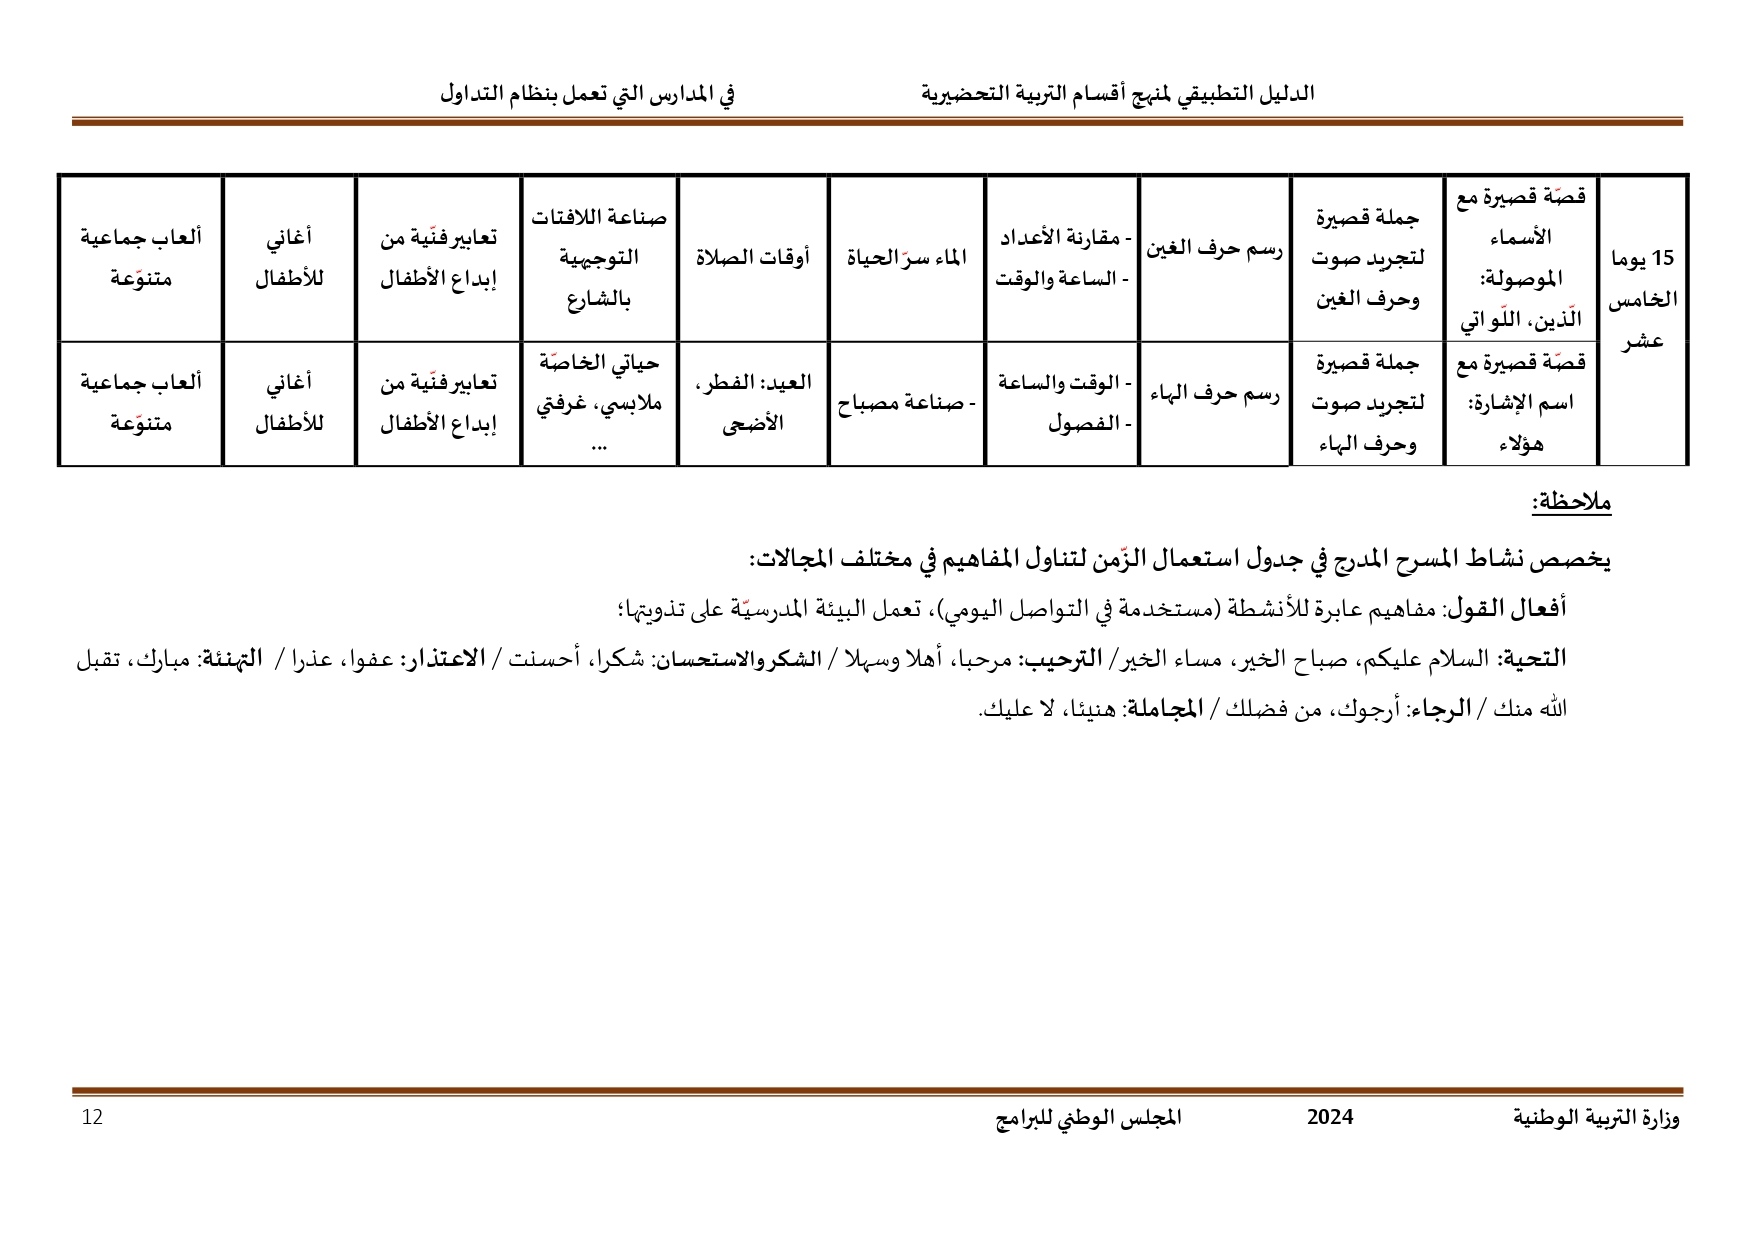 الدليل التطبيقي لمنهج أقسام التربية التحضيرية في المدارس التي تعمل بنظام التداول
15 يوما
الخامس
عشر
قصّة قصيرة مع
الأسماء
الموصولة:
الّذين، اللّواتي
جملة قصيرة
لتجريد صوت
وحرف الغين
رسم حرف الغين
- مقارنة الأعداد
- الساعة والوقت
الماء سرّ الحياة
أوقات الصلاة
صناعة اللافتات
التوجيهية
بالشارع
تعابير فنّية من
إبداع الأطفال
أغاني
للأطفال
ألعاب جماعية
متنوّعة
قصّة قصيرة مع
اسم الإشارة:
هؤلاء
جملة قصيرة
لتجريد صوت
وحرف الهاء
رسم حرف الهاء
- الوقت والساعة
- الفصول
- صناعة مصباح
العيد: الفطر،
الأضحى
حياتي الخاصّة
ملابسي، غرفتي
...
تعابير فنّية من
إبداع الأطفال
أغاني
للأطفال
ألعاب جماعية
متنوّعة
ملاحظة:
يخصص نشاط المسرح المدرج في جدول استعمال الزّمن لتناول المفاهيم في مختلف المجالات:
أفعال القول: مفاهيم عابرة للأنشطة (مستخدمة في التواصل اليومي)، تعمل البيئة المدرسيّة على تذويتها؛
التحية: السلام عليكم، صباح الخير، مساء الخير/ الترحيب: مرحبا، أهلا وسهلا / الشكر والاستحسان: شكرا، أحسنت / الاعتذار: عفوا، عذرا / التهنئة: مبارك، تقبل
الله منك / الرجاء: أرجوك، من فضلك / المجاملة: هنيئا، لا عليك.
وزارة التربية الوطنية 2024 المجلس الوطني للبرامج 12